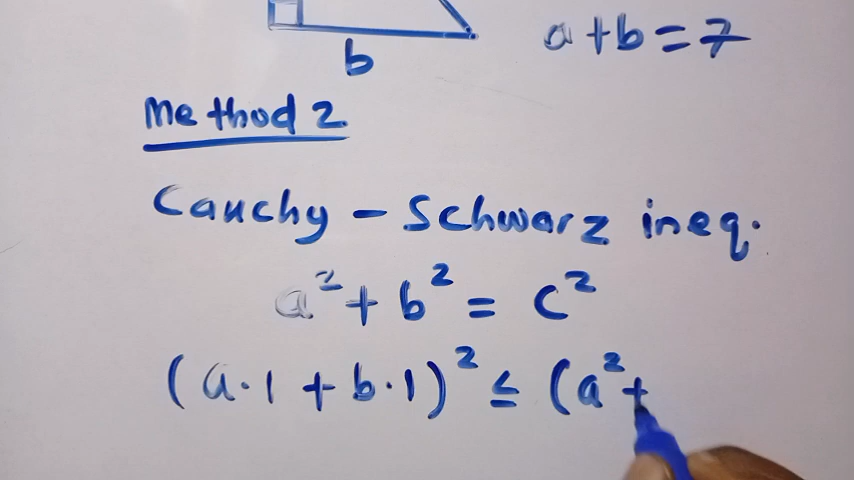 a+b=7
b
Method 2
Cauchy - Schwarz ineq.
a² + b² = c²
(a·1 + b·1)² ≤ (a² +